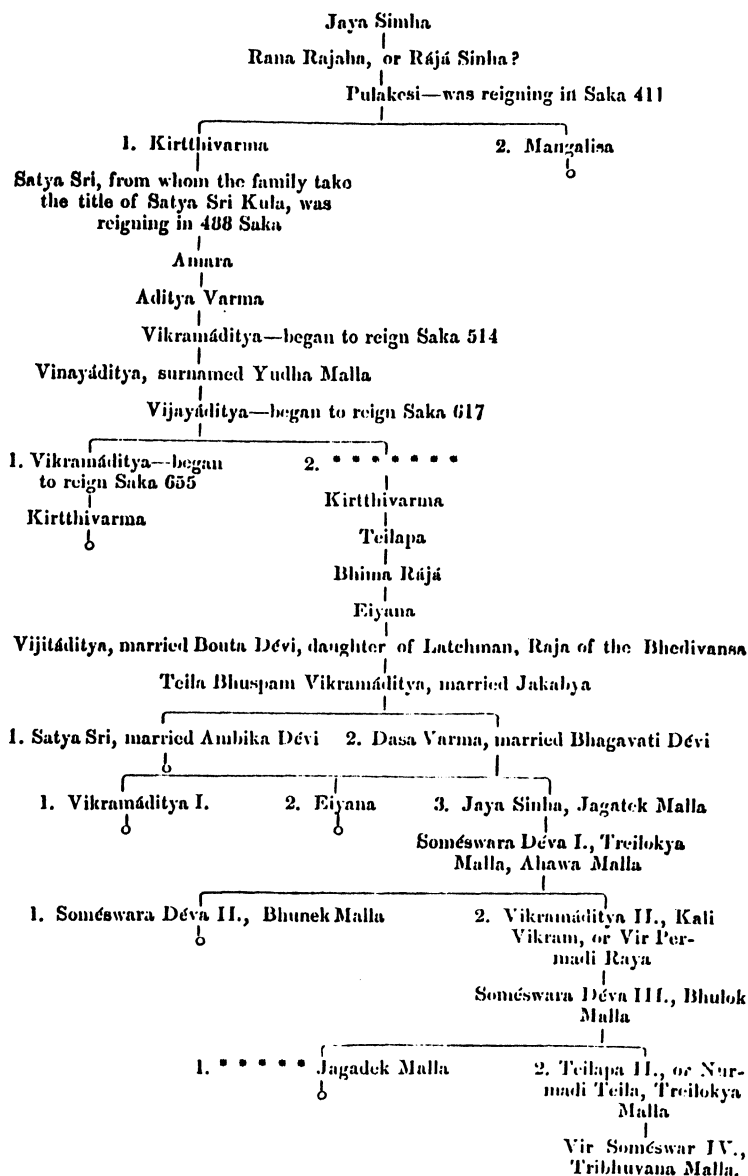 Jaya Simha
Rana Rajaha, or Rájá Sinha?
Pulakesi—was reigning in Saka 411
1. Kirtthivarma 2. Mangalisa
Satya Sri, from whom the family take
the title of Satya Sri Kula, was
reigning in 488 Saka
Amara
Aditya Varma
Vikramáditya—began to reign Saka 514
Vinayáditya, surnamed Yudha Malla
Vijayáditya—began to reign Saka 617
1. Vikramáditya—began 2. * * * * * * *
to reign Saka 655
Kirtthivarma
Kirtthivarma
Teilapa
Bhima Rájá
Eiyana
Vijitáditya, married Bouta Dévi, daughter of Latchman, Raja of the Bhedivansa
Teila Bhuspam Vikramáditya, married Jakabya
1. Satya Sri, married Ambika Dévi 2. Dasa Varma, married Bhagavati Dévi
1. Vikramáditya I. 2. Eiyana 3. Jaya Sinha, Jagatek Malla
Soméswara Déva I., Treilokya
Malla, Ahawa Malla
1. Soméswara Déva II., Bhunek Malla 2. Vikramáditya II., Kali
Vikram, or Vir Per-
madi Raya
Soméswara Déva III., Bhulok
Malla
1. * * * * * Jagadek Malla 2. Teilapa II., or Nur-
madi Teila, Treilokya
Malla
Vir Soméswar IV.,
Tribhuvana Malla.